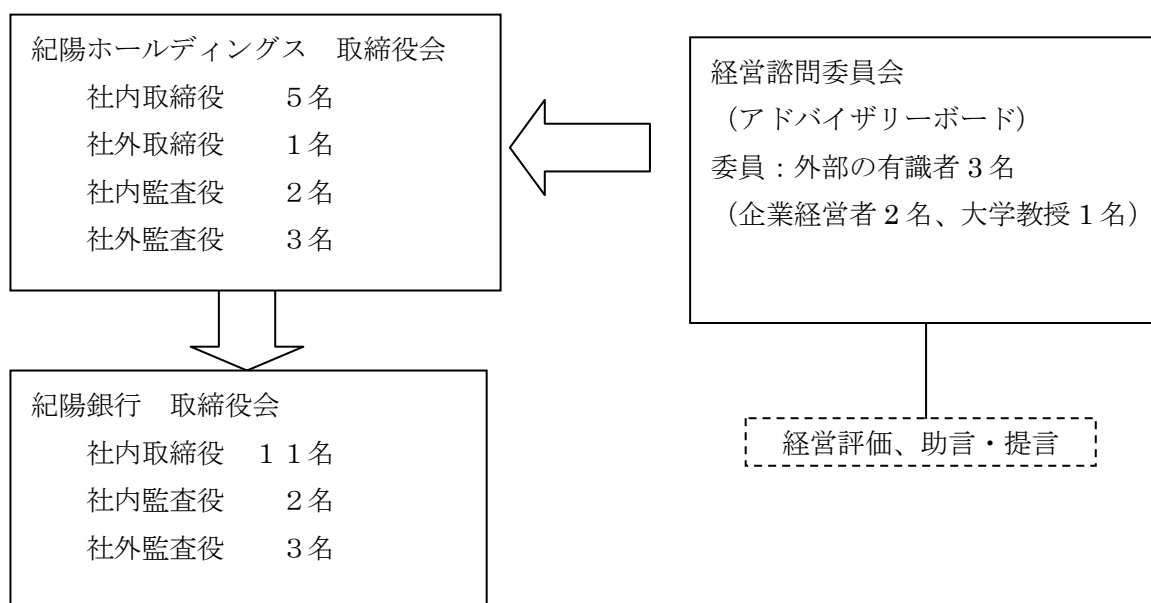 紀陽ホールディングス　取締役会
社内取締役　　５名
社外取締役　　１名
社内監査役　　２名
社外監査役　　３名
経営諮問委員会
（アドバイザリーボード）
委員：外部の有識者 3 名
（企業経営者 2 名、大学教授 1 名）
紀陽銀行　取締役会
社内取締役　１１名
社内監査役　　２名
社外監査役　　３名
経営評価、助言・提言